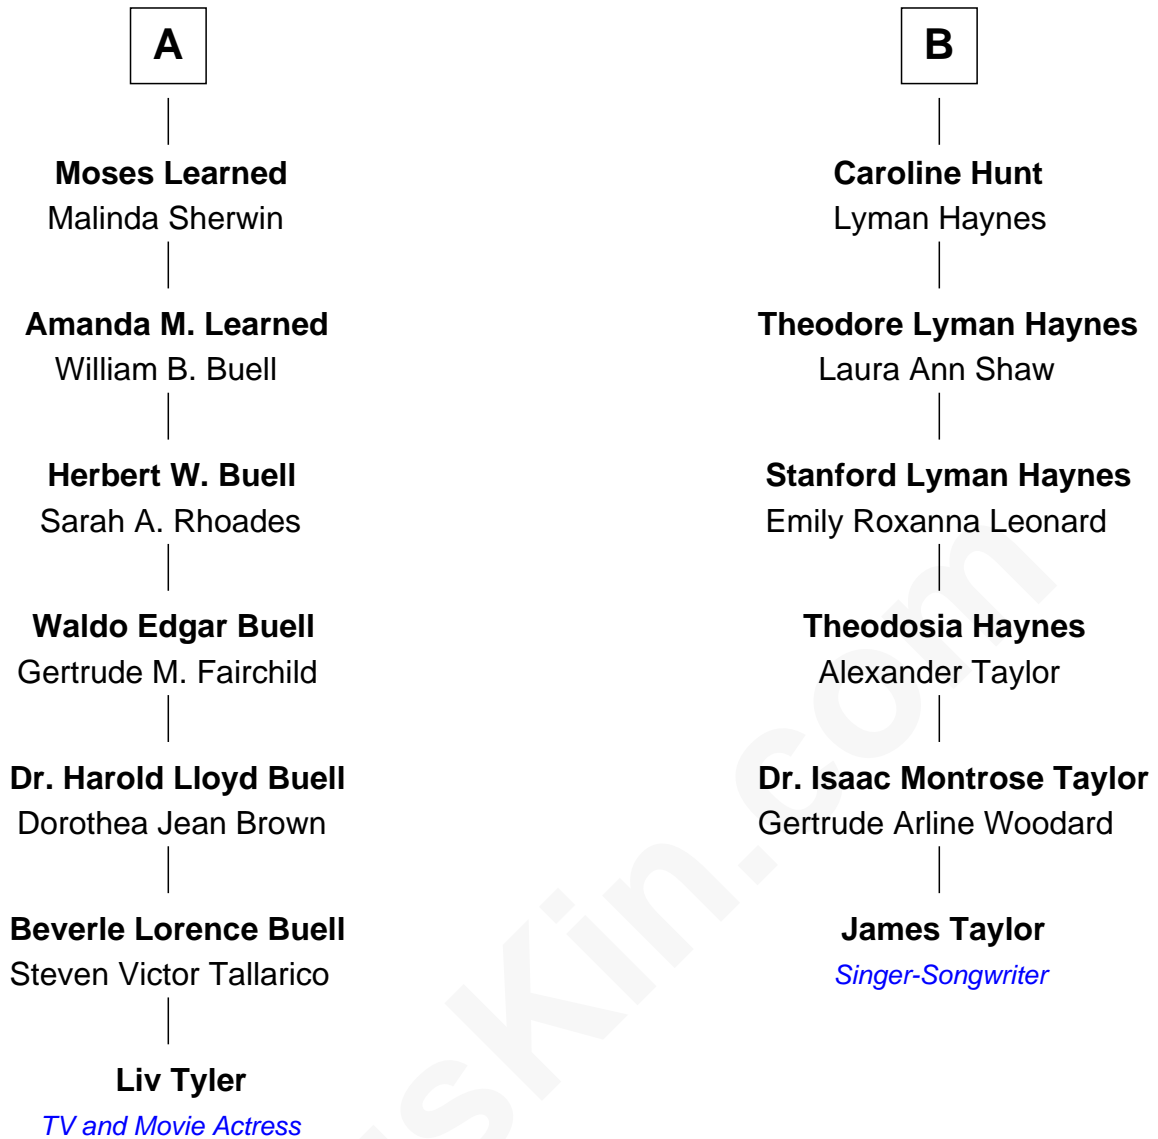 A
Moses Learned
Malinda Sherwin
Amanda M. Learned
William B. Buell
Herbert W. Buell
Sarah A. Rhoades
Waldo Edgar Buell
Gertrude M. Fairchild
Dr. Harold Lloyd Buell
Dorothea Jean Brown
Beverle Lorence Buell
Steven Victor Tallarico
Liv Tyler
TV and Movie Actress
B
Caroline Hunt
Lyman Haynes
Theodore Lyman Haynes
Laura Ann Shaw
Stanford Lyman Haynes
Emily Roxanna Leonard
Theodosia Haynes
Alexander Taylor
Dr. Isaac Montrose Taylor
Gertrude Arline Woodard
James Taylor
Singer-Songwriter